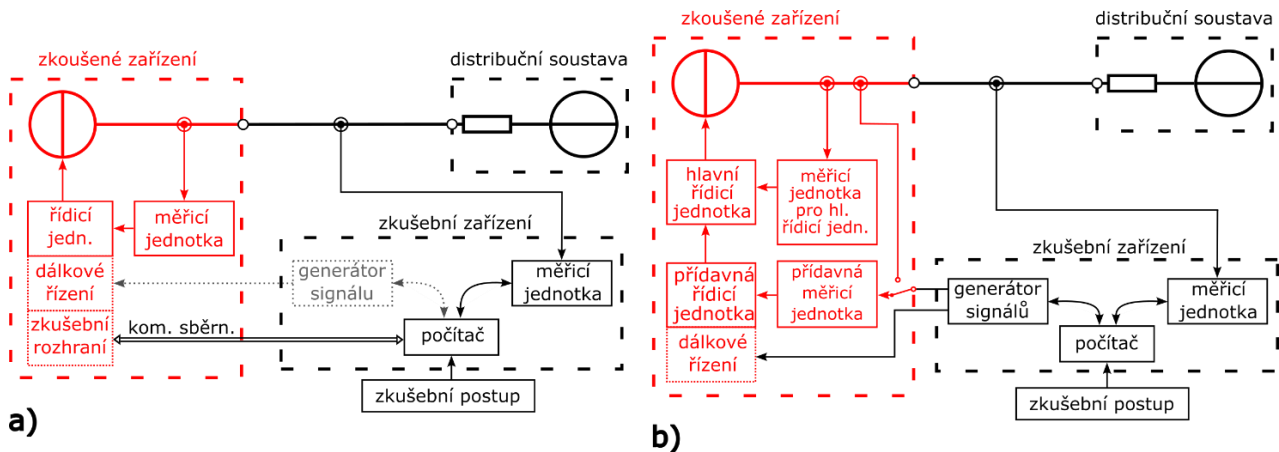 zkoušené zařízení
distribuční soustava
řídicí
jedn.
měřicí
jednotka
dálkové
řízení
zkušební
rozhraní
kom. sběrn.
zkušební zařízení
generátor
signálu
měřicí
jednotka
počítač
zkušební postup
a)
zkoušené zařízení
distribuční soustava
hlavní
řídicí
jednotka
měřicí
jednotka
pro hl.
řídicí jedn.
přídavná
řídicí
jednotka
přídavná
měřicí
jednotka
dálkové
řízení
zkušební zařízení
generátor
signálů
měřicí
jednotka
počítač
zkušební postup
b)